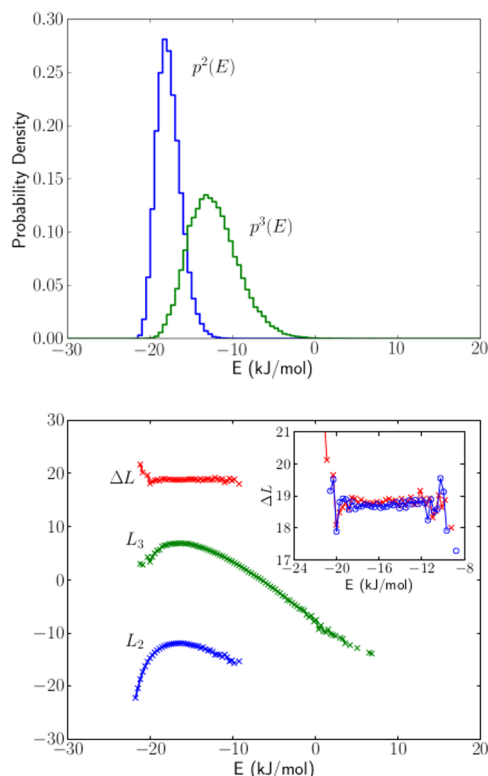 0.30
0.25
0.20
0.15
0.10
0.05
0.00
Probability Density
p²(E)
p³(E)
−30 −20 −10 0 10 20
E (kJ/mol)
30
20
10
0
−10
−20
−30
ΔL
L₃
L₂
21
20
19
18
17
ΔL
−24 −20 −16 −12 −8
E (kJ/mol)
−30 −20 −10 0 10 20
E (kJ/mol)